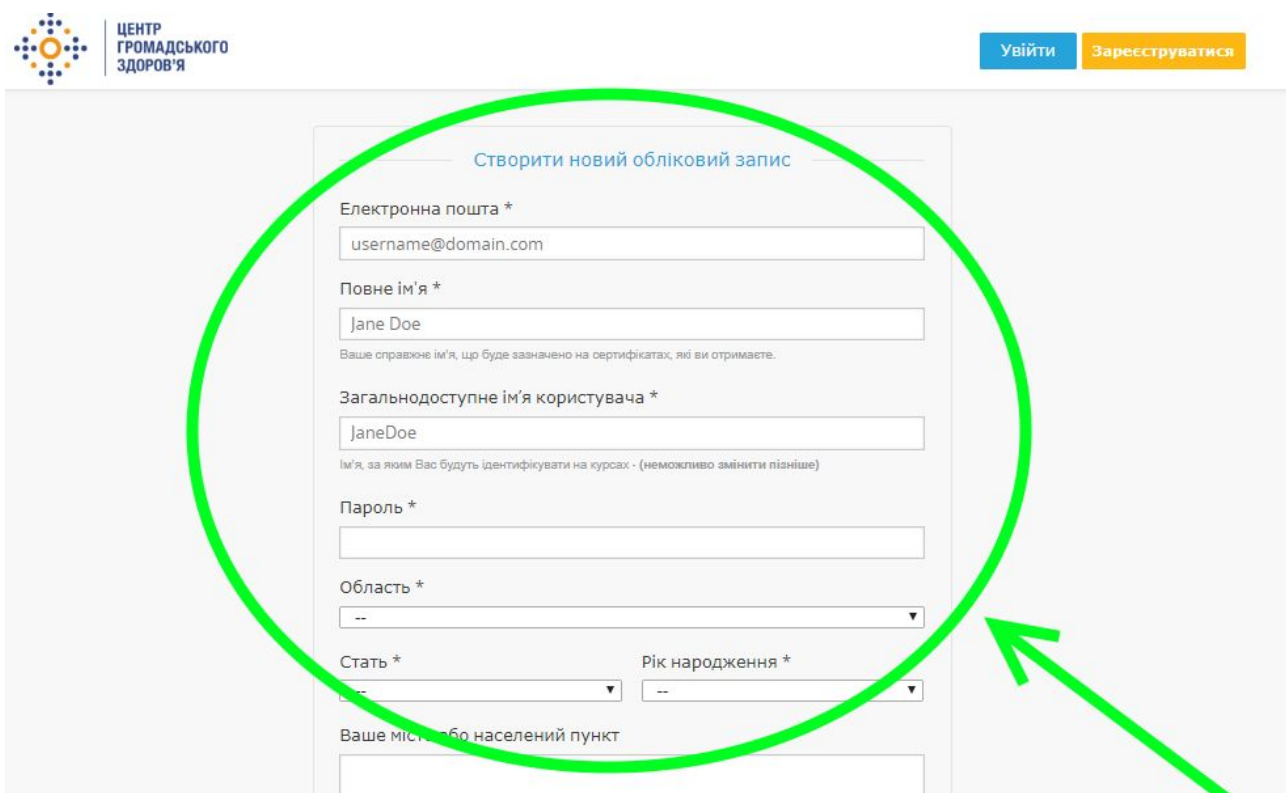 ЦЕНТР
ГРОМАДСЬКОГО
ЗДОРОВ'Я
Увійти Зареєструватися
Створити новий обліковий запис
Електронна пошта *
username@domain.com
Повне ім'я *
Jane Doe
Ваше справжнє ім'я, що буде зазначено на сертифікатах, які ви отримаєте.
Загальнодоступне ім'я користувача *
JaneDoe
Ім'я, за яким Вас будуть ідентифікувати на курсах - (неможливо змінити пізніше)
Пароль *
Область *
--
Стать * Рік народження *
-- --
Ваше місто або населений пункт